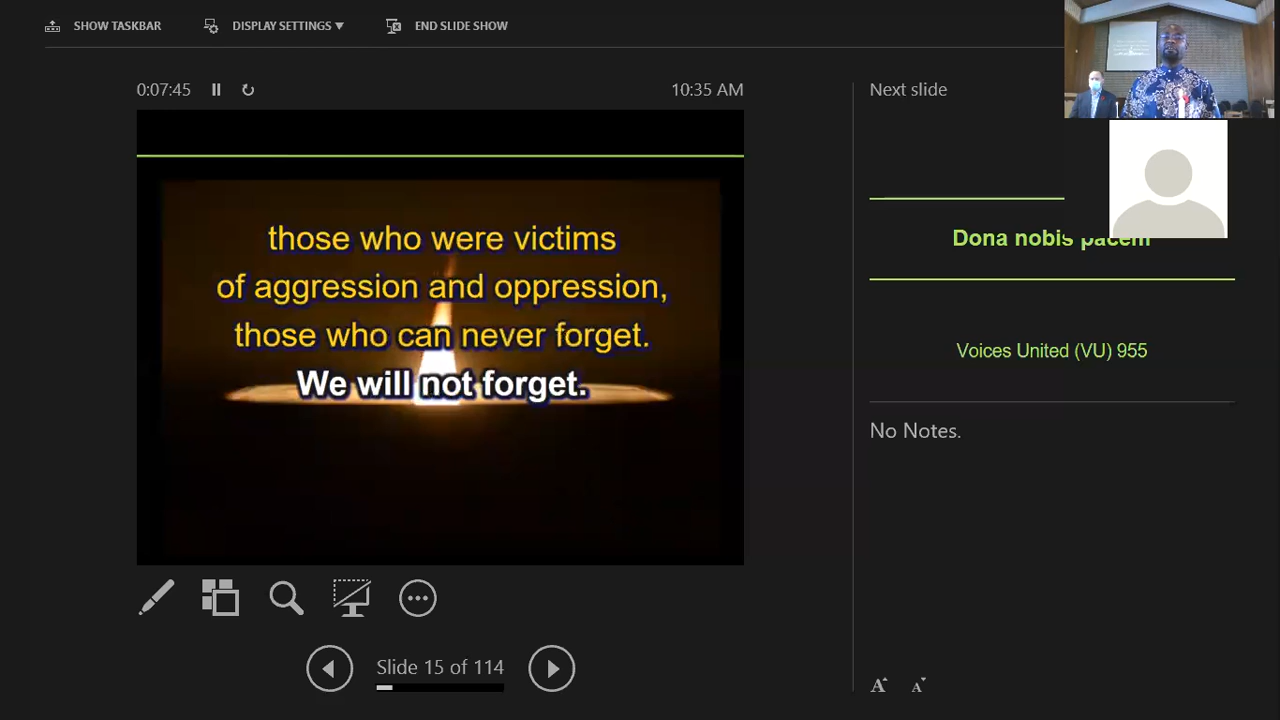 SHOW TASKBAR
DISPLAY SETTINGS
END SLIDE SHOW
0:07:45
10:35 AM
those who were victims
of aggression and oppression,
those who can never forget.
We will not forget.
Slide 15 of 114
Next slide
Dona nobis pacem
Voices United (VU) 955
No Notes.
A A